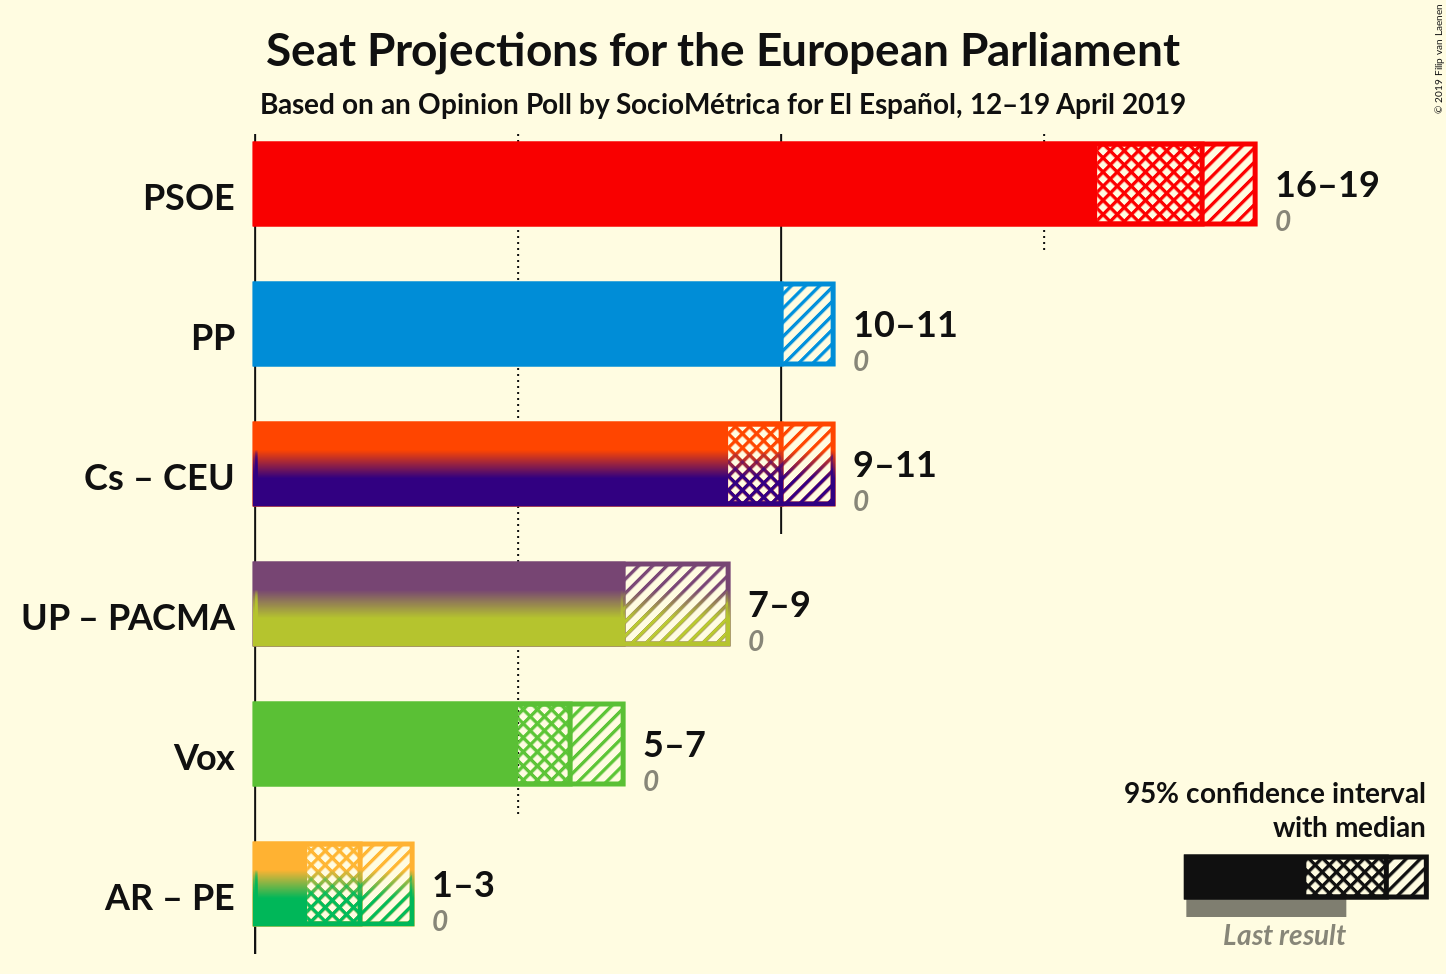 Seat Projections for the European Parliament
Based on an Opinion Poll by SocioMétrica for El Español, 12–19 April 2019
© 2019 Filip van Laenen
PSOE
16–19
0
PP
10–11
0
Cs – CEU
9–11
0
UP – PACMA
7–9
0
Vox
5–7
0
AR – PE
1–3
0
95% confidence interval
with median
Last result